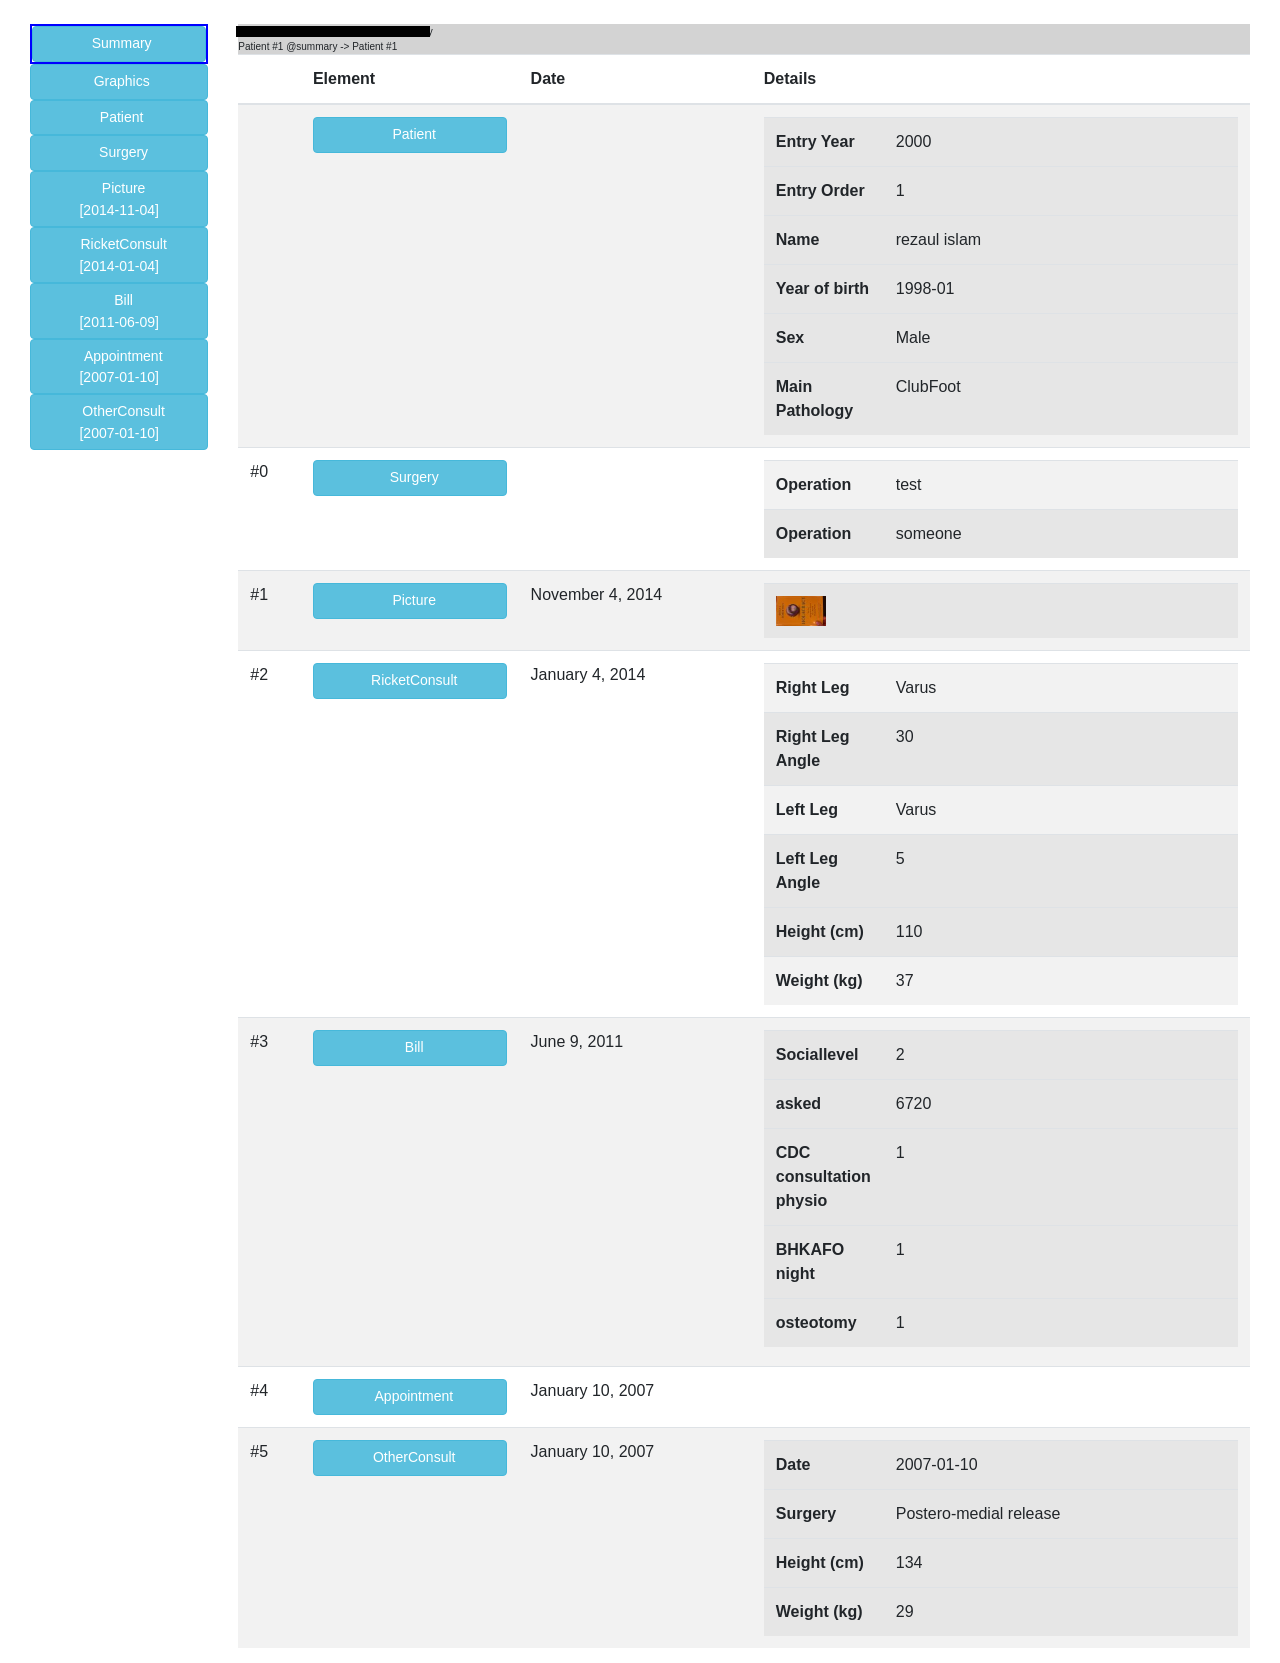 Summary
Graphics
Patient
Surgery
Picture
[2014-11-04]
RicketConsult
[2014-01-04]
Bill
[2011-06-09]
Appointment
[2007-01-10]
OtherConsult
[2007-01-10]
Patient #1 @summary -> Patient #1
Element Date Details
Patient
Entry Year 2000
Entry Order 1
Name rezaul islam
Year of birth 1998-01
Sex Male
Main Pathology ClubFoot
#0 Surgery
Operation test
Operation someone
#1 Picture November 4, 2014
#2 RicketConsult January 4, 2014
Right Leg Varus
Right Leg Angle 30
Left Leg Varus
Left Leg Angle 5
Height (cm) 110
Weight (kg) 37
#3 Bill June 9, 2011
Sociallevel 2
asked 6720
CDC consultation physio 1
BHKAFO night 1
osteotomy 1
#4 Appointment January 10, 2007
#5 OtherConsult January 10, 2007
Date 2007-01-10
Surgery Postero-medial release
Height (cm) 134
Weight (kg) 29